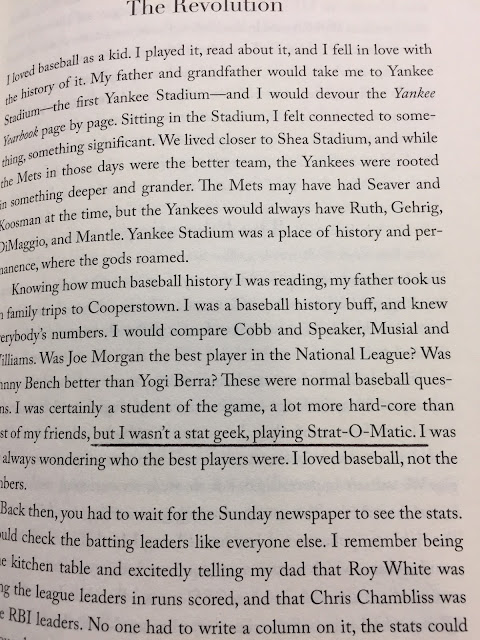 The Revolution
I loved baseball as a kid. I played it, read about it, and I fell in love with
the history of it. My father and grandfather would take me to Yankee
Stadium—the first Yankee Stadium—and I would devour the Yankee
Yearbook page by page. Sitting in the Stadium, I felt connected to some-
thing, something significant. We lived closer to Shea Stadium, and while
the Mets in those days were the better team, the Yankees were rooted
in something deeper and grander. The Mets may have had Seaver and
Koosman at the time, but the Yankees would always have Ruth, Gehrig,
DiMaggio, and Mantle. Yankee Stadium was a place of history and per-
manence, where the gods roamed.
Knowing how much baseball history I was reading, my father took us
n family trips to Cooperstown. I was a baseball history buff, and knew
erybody's numbers. I would compare Cobb and Speaker, Musial and
illiams. Was Joe Morgan the best player in the National League? Was
hnny Bench better than Yogi Berra? These were normal baseball ques-
ns. I was certainly a student of the game, a lot more hard-core than
st of my friends, but I wasn't a stat geek, playing Strat-O-Matic. I was
always wondering who the best players were. I loved baseball, not the
bers.
Back then, you had to wait for the Sunday newspaper to see the stats.
uld check the batting leaders like everyone else. I remember being
e kitchen table and excitedly telling my dad that Roy White was
ng the league leaders in runs scored, and that Chris Chambliss was
e RBI leaders. No one had to write a column on it, the stats could